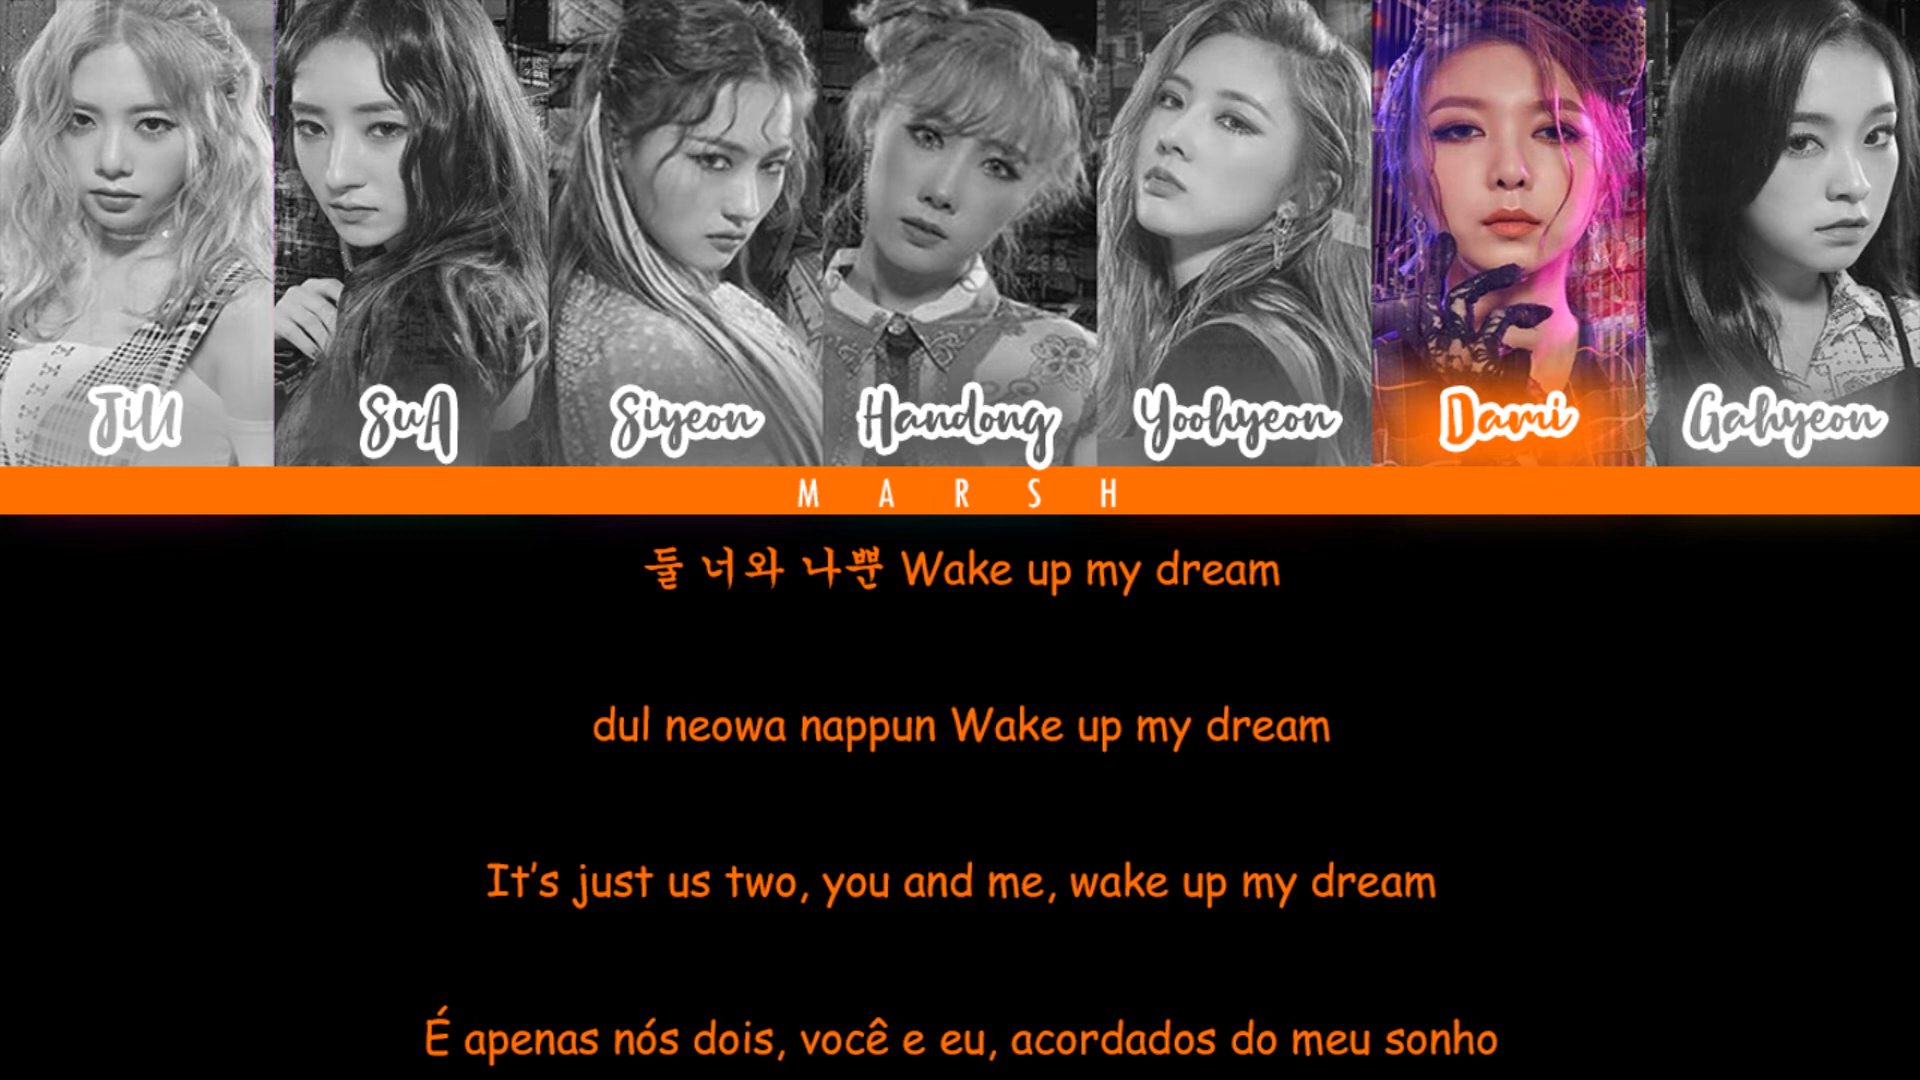 JiU SuA Siyeon Handong Yoohyeon Dami Gahyeon
MARSH
둘 너와 나뿐 Wake up my dream
dul neowa nappun Wake up my dream
It's just us two, you and me, wake up my dream
É apenas nós dois, você e eu, acordados do meu sonho